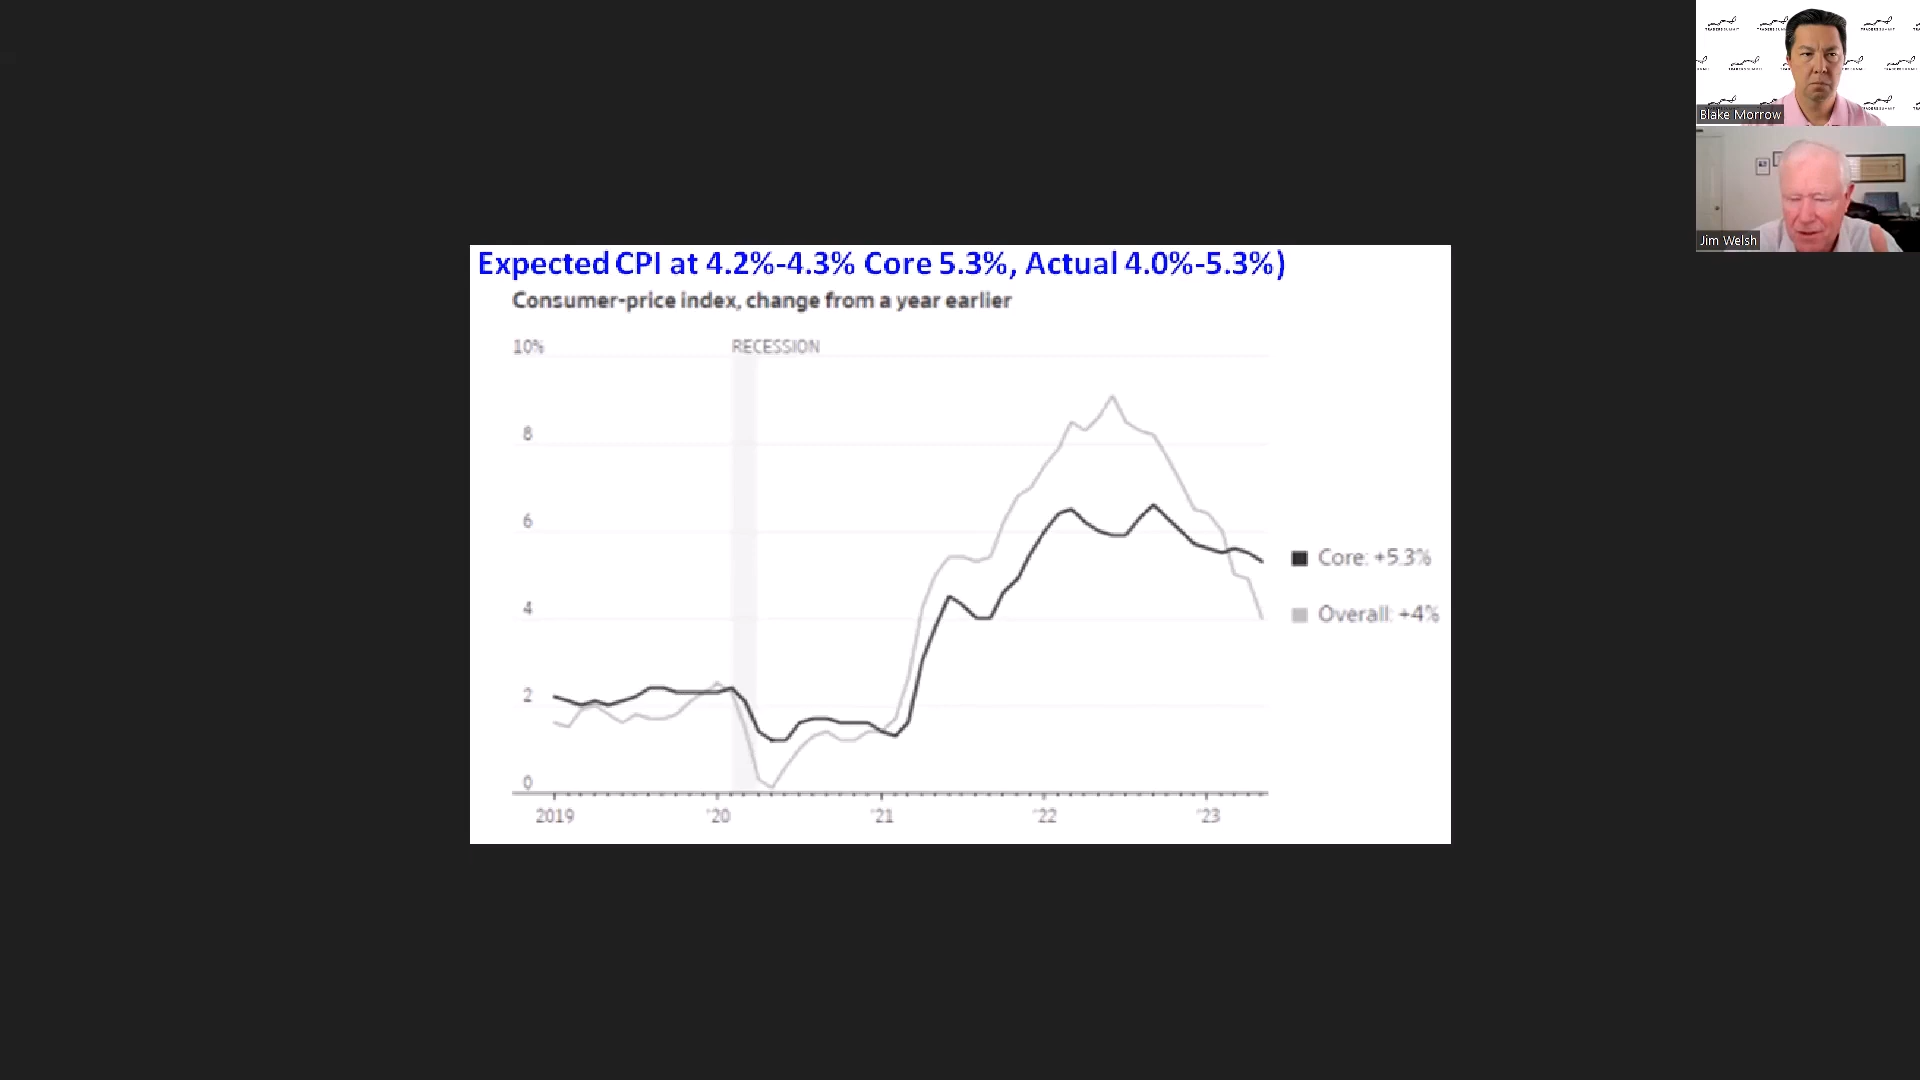 Expected CPI at 4.2%-4.3% Core 5.3%, Actual 4.0%-5.3%)
Consumer-price index, change from a year earlier
10%
RECESSION
8
6
4
2
0
2019
'20
'21
'22
'23
Core: +5.3%
Overall: +4%
Blake Morrow
Jim Welsh